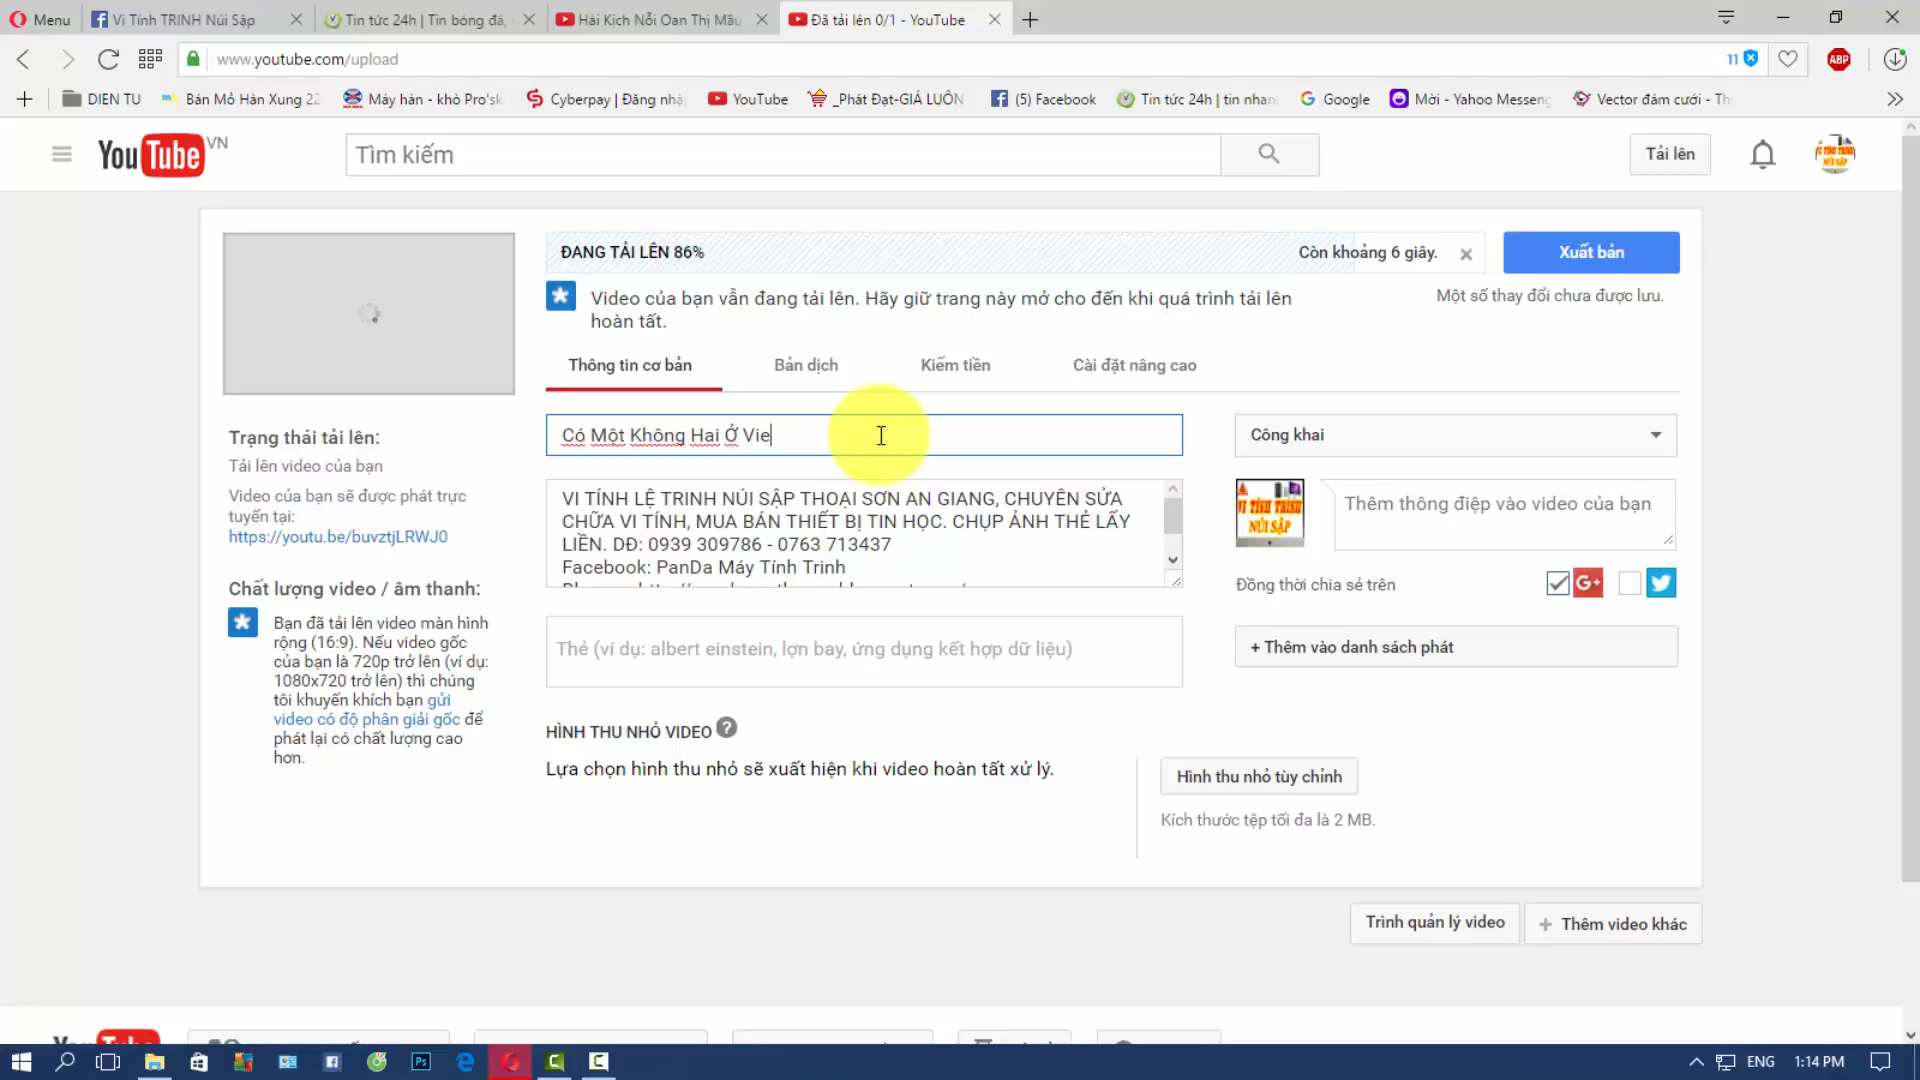 Menu
Vi Tính TRINH Núi Sập
Tin tức 24h | Tin bóng đá,
Hài Kịch Nỗi Oan Thị Mầu
Đã tải lên 0/1 - YouTube
www.youtube.com/upload
11
ABP
DIEN TU
Bán Mỏ Hàn Xung 22
Máy hàn - khò Pro'sk
Cyberpay | Đăng nhậ
YouTube
_Phát Đạt-GIÁ LUÔN
(5) Facebook
Tin tức 24h | tin nhan
Google
Mời - Yahoo Messeng
Vector đám cưới - Th
YouTube VN
Tìm kiếm
Tải lên
VI TÍNH TRINH
NÚI SẬP
ĐANG TẢI LÊN 86%
Còn khoảng 6 giây.
Xuất bản
Video của bạn vẫn đang tải lên. Hãy giữ trang này mở cho đến khi quá trình tải lên
hoàn tất.
Một số thay đổi chưa được lưu.
Thông tin cơ bản
Bản dịch
Kiếm tiền
Cài đặt nâng cao
Trạng thái tải lên:
Tải lên video của bạn
Video của bạn sẽ được phát trực
tuyến tại:
https://youtu.be/buvztjLRWJ0
Chất lượng video / âm thanh:
Bạn đã tải lên video màn hình
rộng (16:9). Nếu video gốc
của bạn là 720p trở lên (ví dụ:
1080x720 trở lên) thì chúng
tôi khuyến khích bạn gửi
video có độ phân giải gốc để
phát lại có chất lượng cao
hơn.
Có Một Không Hai Ở Vie
VI TÍNH LỆ TRINH NÚI SẬP THOẠI SƠN AN GIANG, CHUYÊN SỬA
CHỮA VI TÍNH, MUA BÁN THIẾT BỊ TIN HỌC. CHỤP ẢNH THẺ LẤY
LIỀN. DĐ: 0939 309786 - 0763 713437
Facebook: PanDa Máy Tính Trinh
Thẻ (ví dụ: albert einstein, lợn bay, ứng dụng kết hợp dữ liệu)
HÌNH THU NHỎ VIDEO ?
Lựa chọn hình thu nhỏ sẽ xuất hiện khi video hoàn tất xử lý.
Hình thu nhỏ tùy chỉnh
Kích thước tệp tối đa là 2 MB.
Công khai
VI TÍNH TRINH
NÚI SẬP
Thêm thông điệp vào video của bạn
Đồng thời chia sẻ trên
G+
+ Thêm vào danh sách phát
Trình quản lý video
+ Thêm video khác
Ps
ENG
1:14 PM